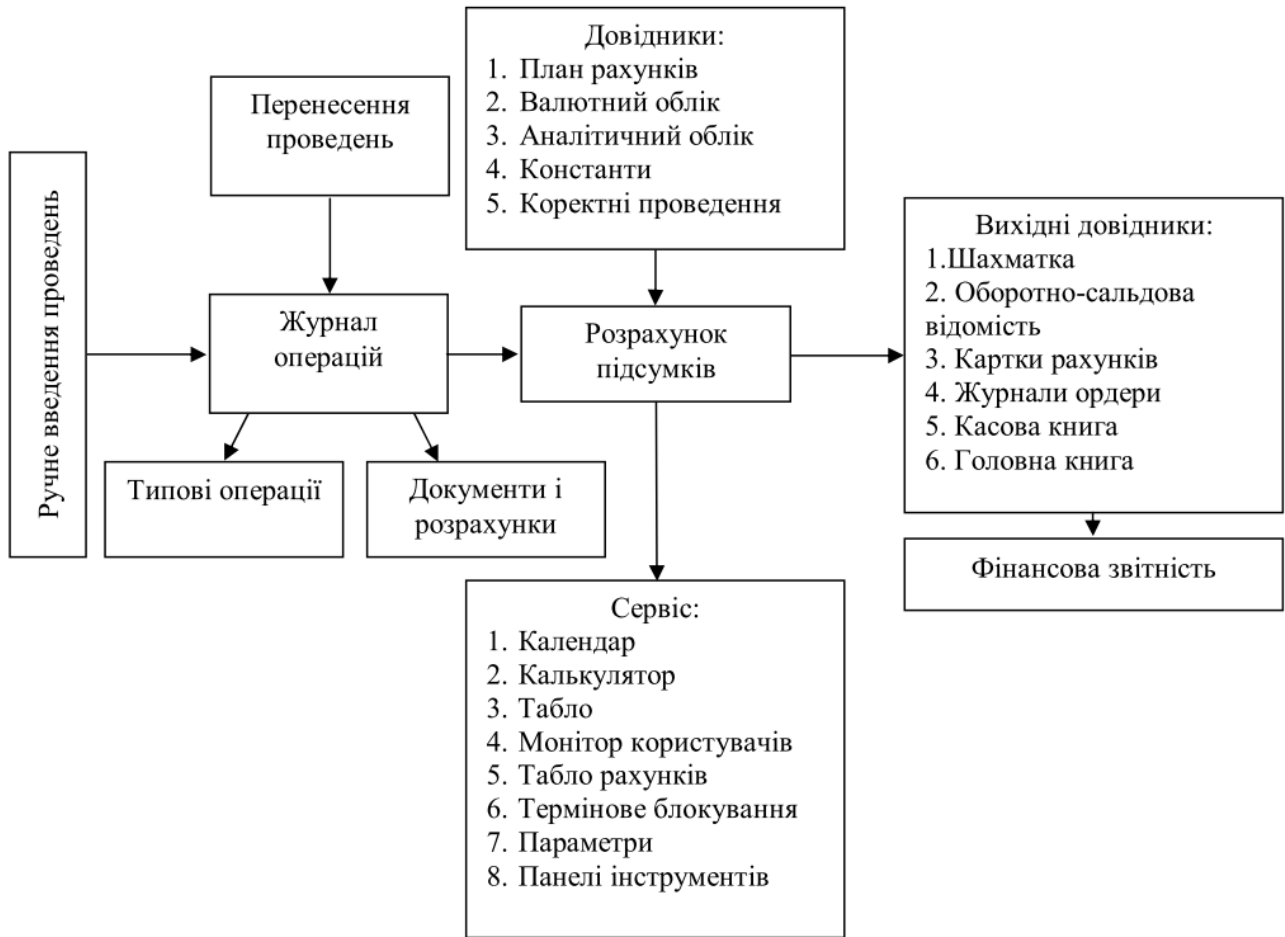 Довідники:
1. План рахунків
2. Валютний облік
3. Аналітичний облік
4. Константи
5. Коректні проведення
Перенесення
проведень
Ручне введення проведень
Журнал
операцій
Розрахунок
підсумків
Вихідні довідники:
1.Шахматка
2. Оборотно-сальдова
відомість
3. Картки рахунків
4. Журнали ордери
5. Касова книга
6. Головна книга
Типові операції
Документи і
розрахунки
Фінансова звітність
Сервіс:
1. Календар
2. Калькулятор
3. Табло
4. Монітор користувачів
5. Табло рахунків
6. Термінове блокування
7. Параметри
8. Панелі інструментів